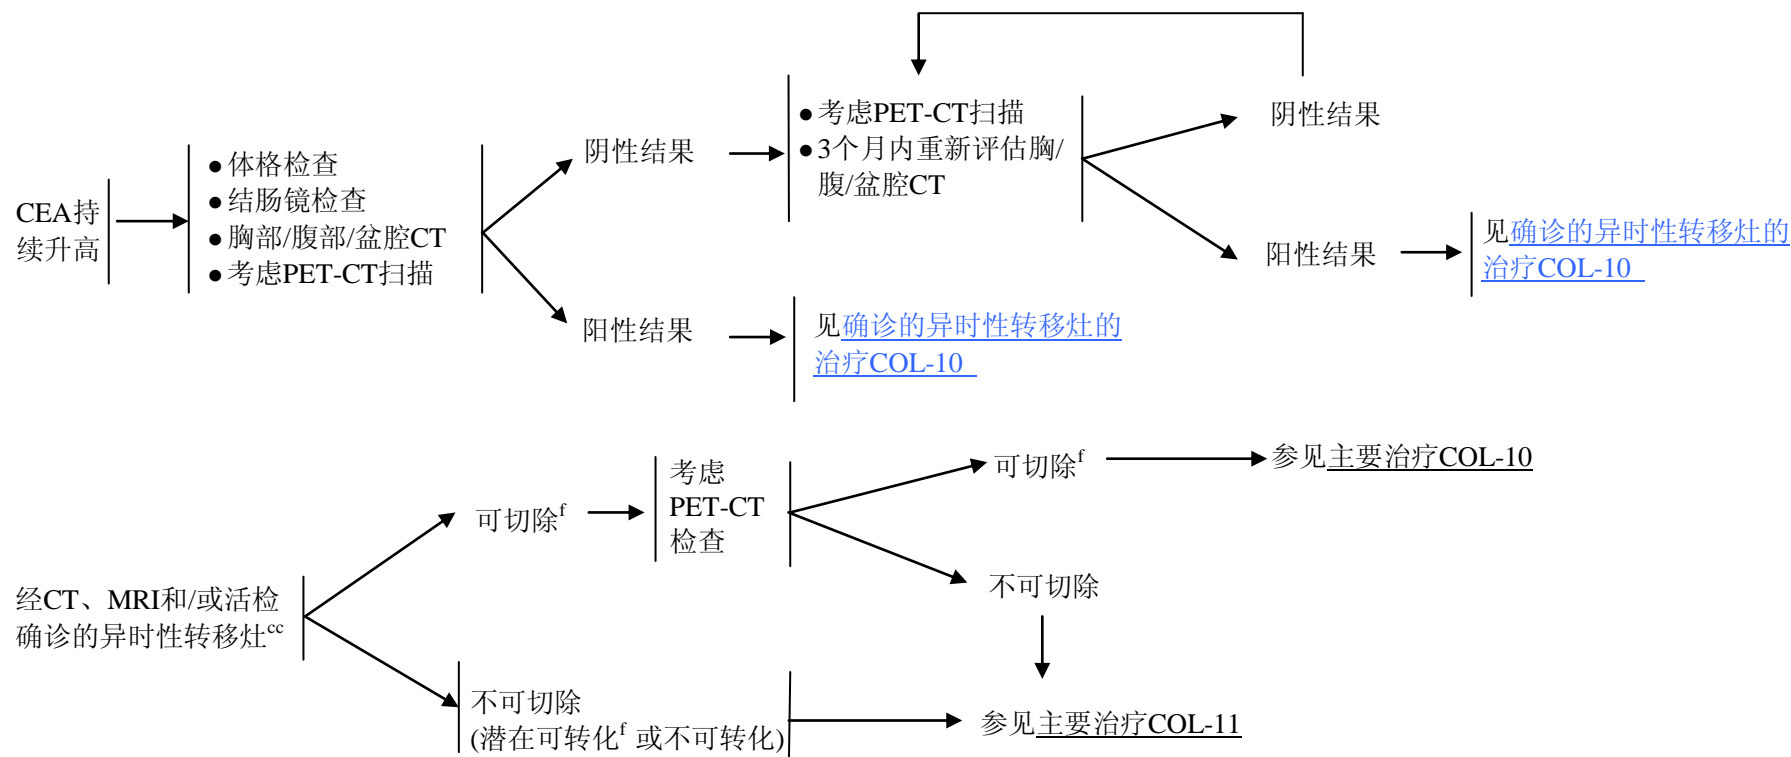 CEA持
续升高
●体格检查
●结肠镜检查
●胸部/腹部/盆腔CT
●考虑PET-CT扫描
阴性结果
●考虑PET-CT扫描
●3个月内重新评估胸/
腹/盆腔CT
阴性结果
阳性结果
见确诊的异时性转移灶的
治疗COL-10
阳性结果
见确诊的异时性转移灶的
治疗COL-10
经CT、MRI和/或活检
确诊的异时性转移灶cc
可切除f
考虑
PET-CT
检查
可切除f
参见主要治疗COL-10
不可切除
不可切除
(潜在可转化f 或不可转化)
参见主要治疗COL-11